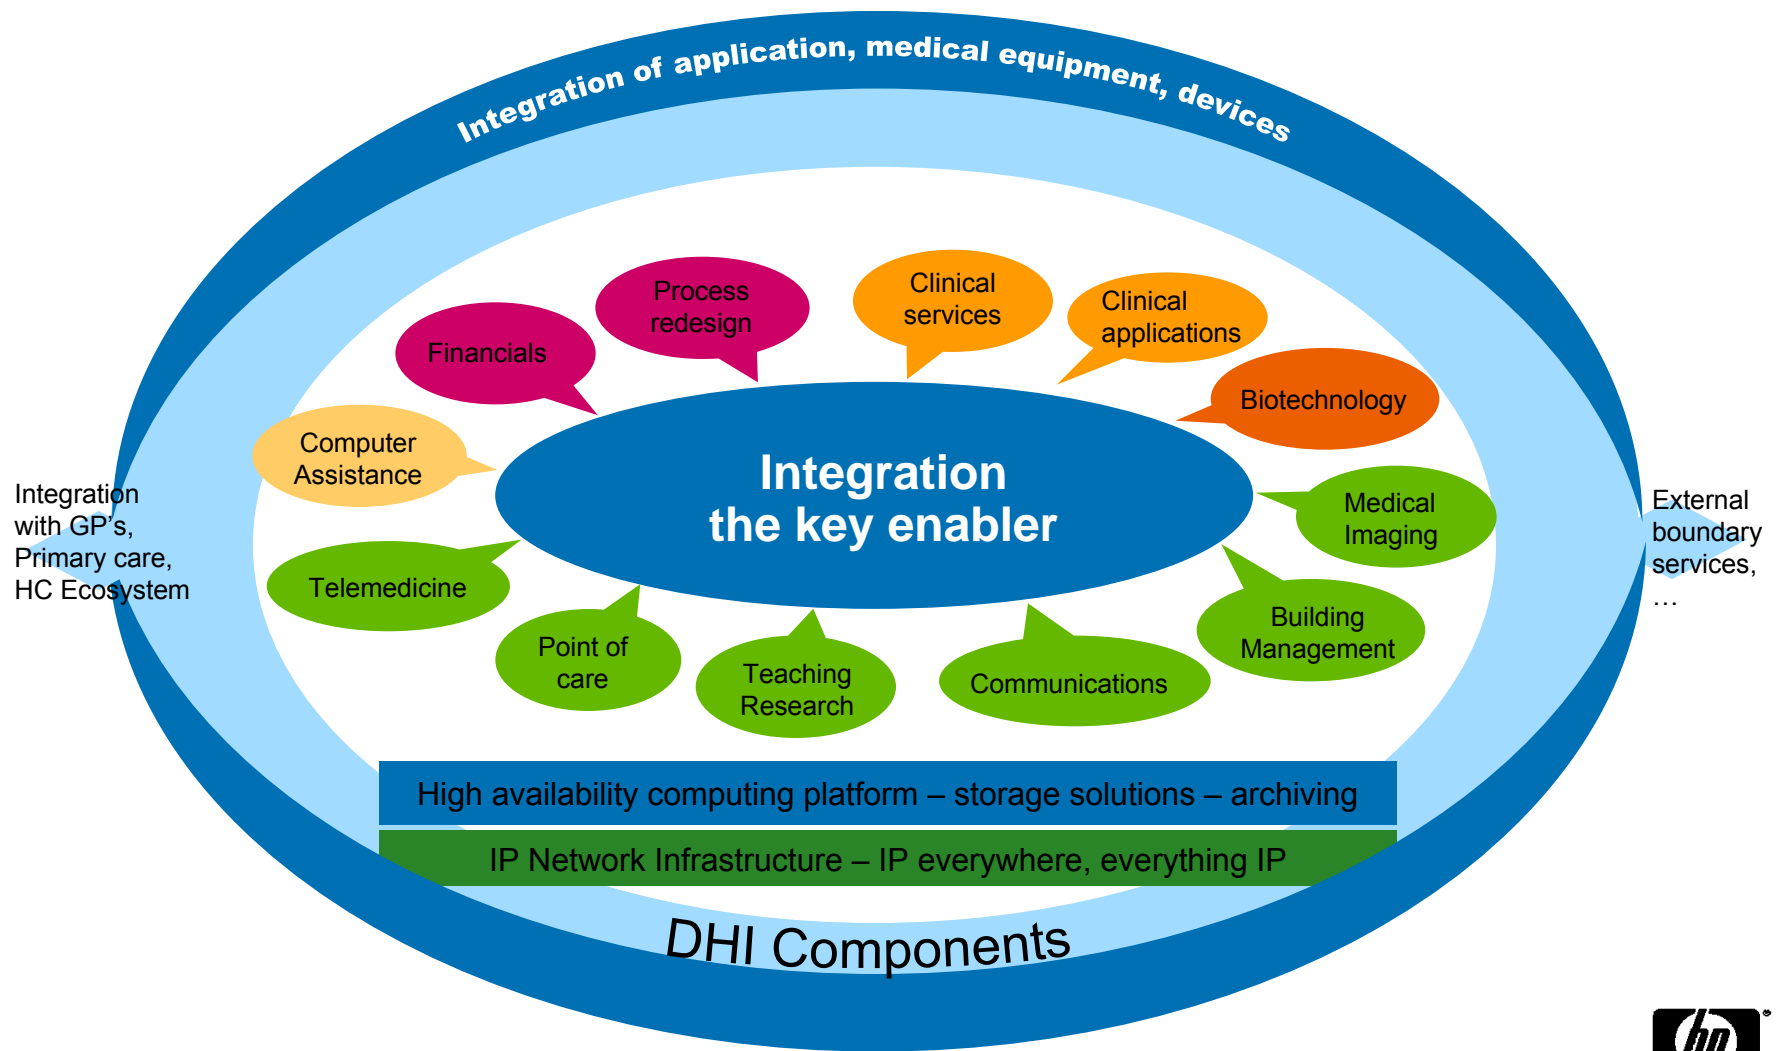 Integration of application, medical equipment, devices
Process
redesign
Clinical
services
Clinical
applications
Financials
Biotechnology
Computer
Assistance
Integration
the key enabler
Integration
with GP's,
Primary care,
HC Ecosystem
Medical
Imaging
External
boundary
services,
…
Telemedicine
Point of
care
Teaching
Research
Communications
Building
Management
High availability computing platform – storage solutions – archiving
IP Network Infrastructure – IP everywhere, everything IP
DHI Components
hp